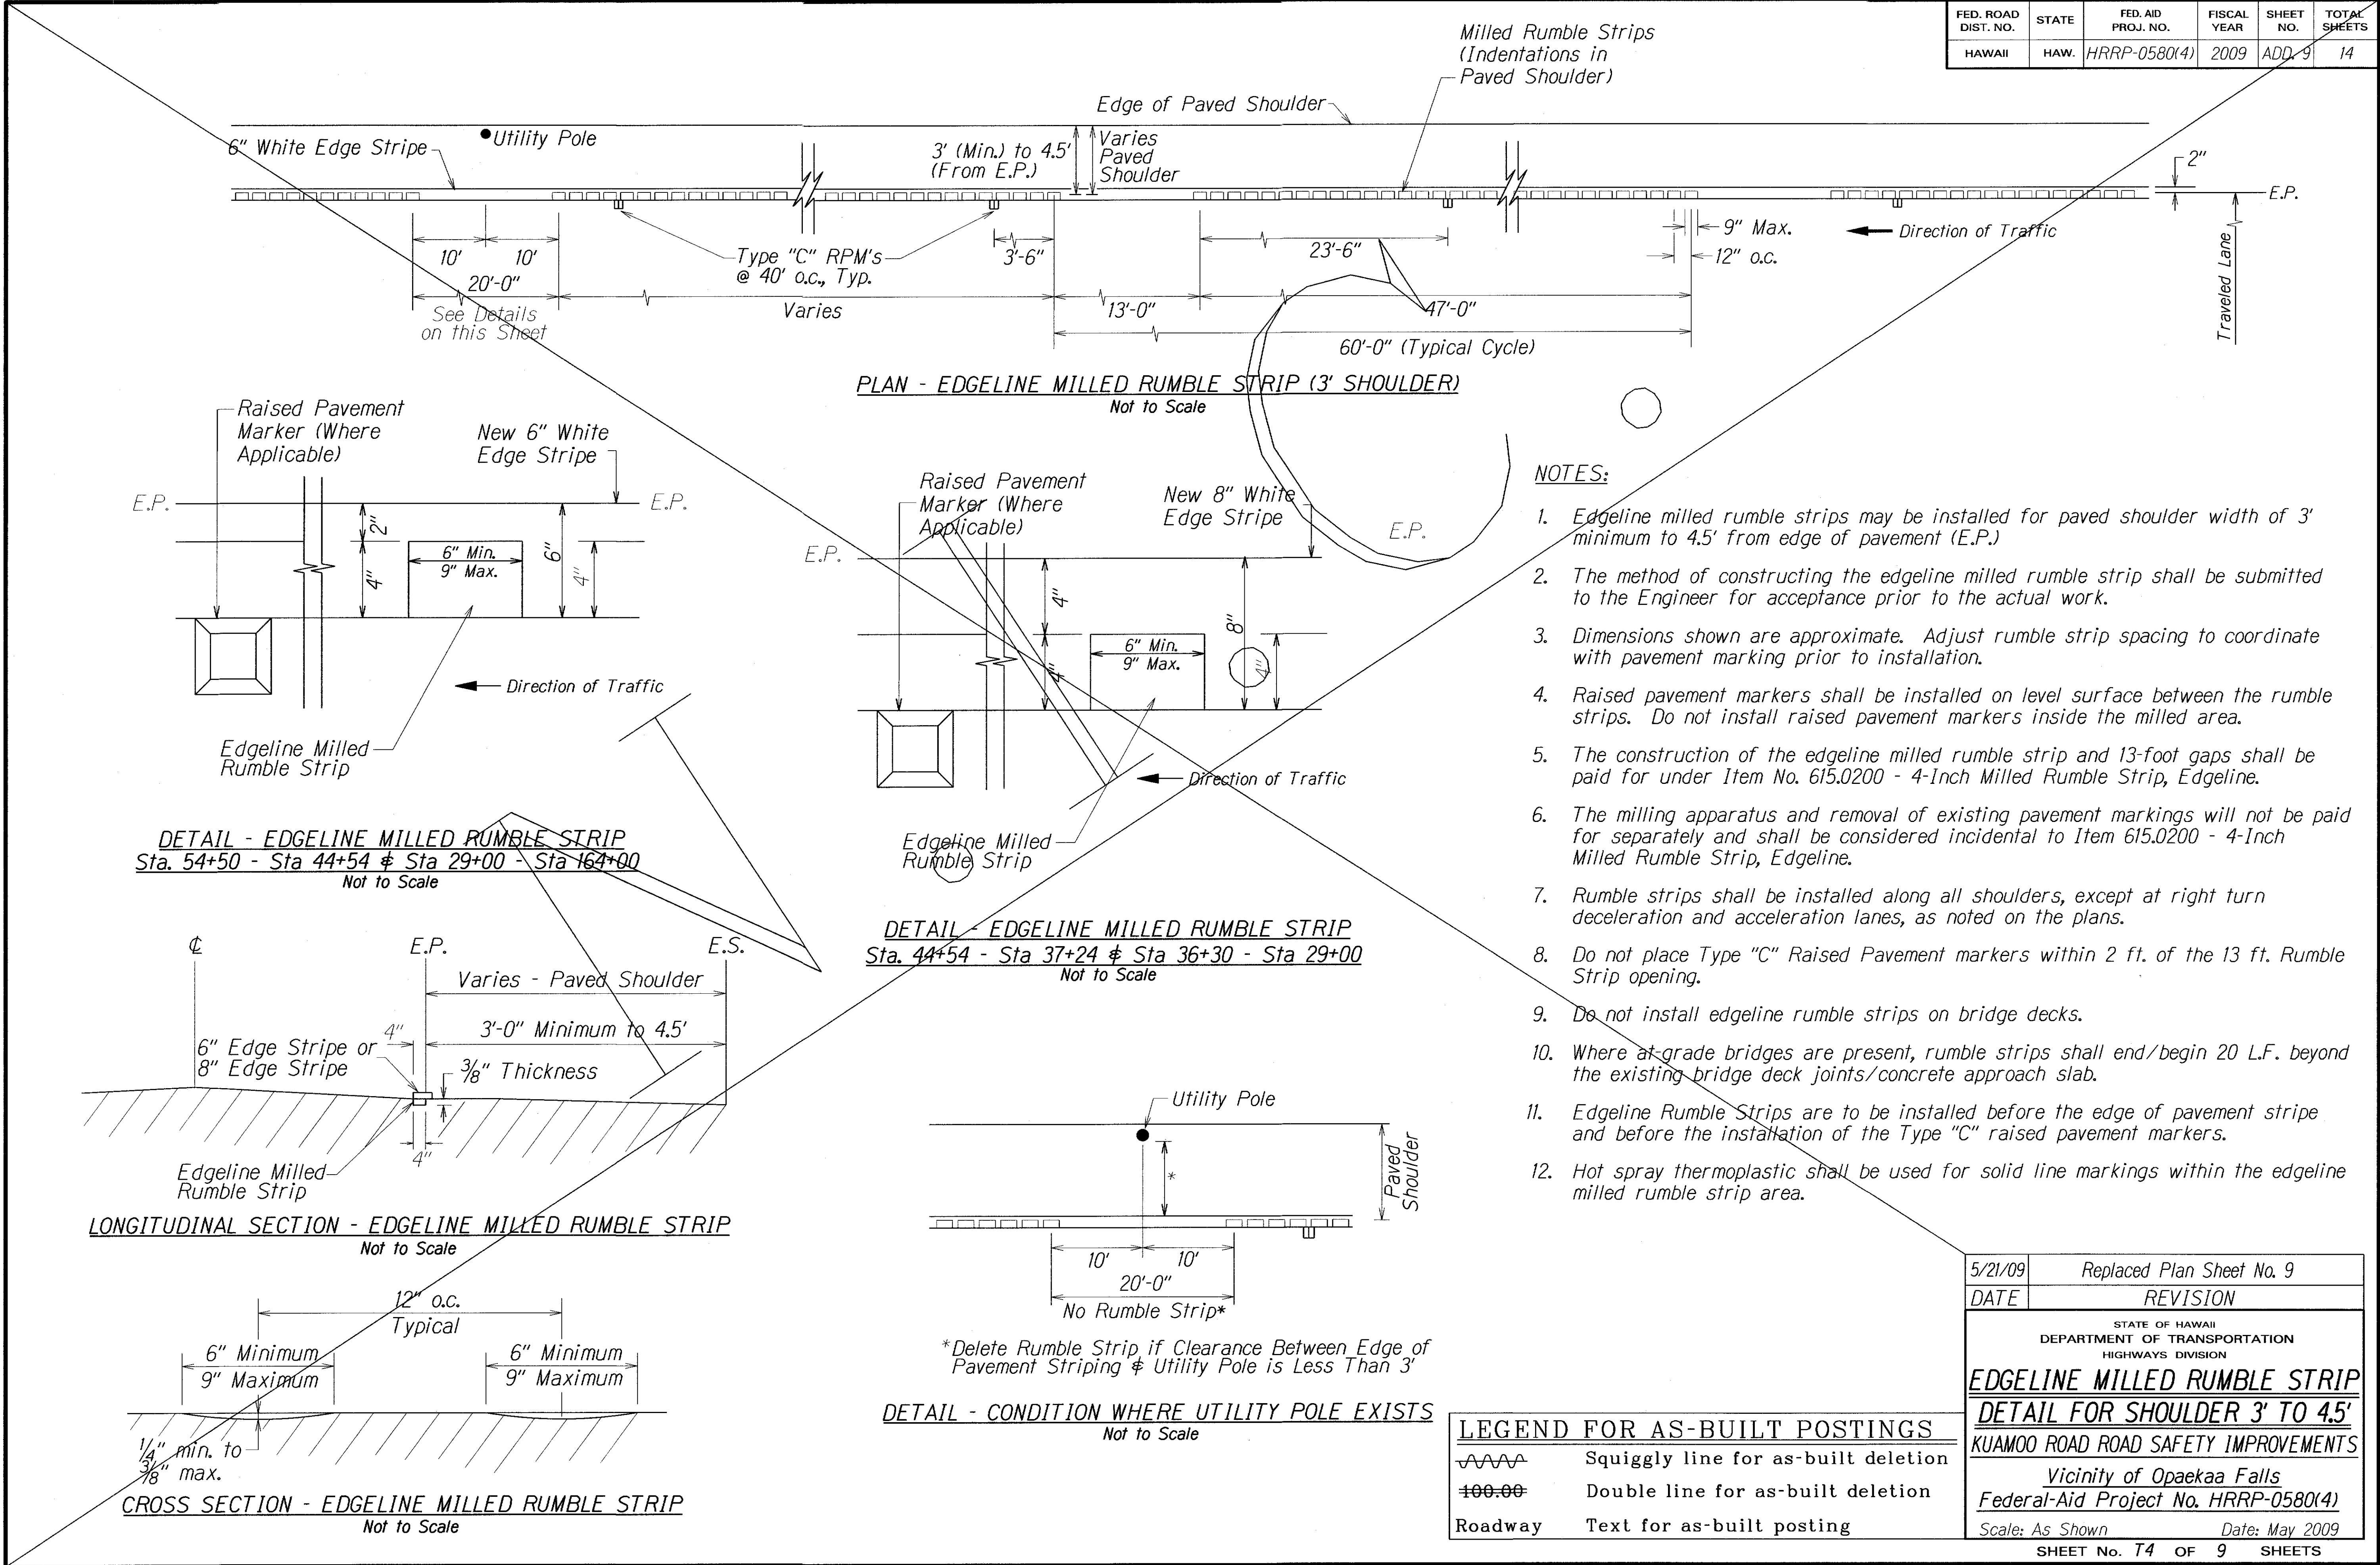 FED. ROAD DIST. NO. STATE FED. AID PROJ. NO. FISCAL YEAR SHEET NO. TOTAL SHEETS
HAWAII HAW. HRRP-0580(4) 2009 ADD. 9 14
Milled Rumble Strips
(Indentations in
Paved Shoulder)
Edge of Paved Shoulder
6" White Edge Stripe
Utility Pole
3' (Min.) to 4.5'
(From E.P.)
Varies
Paved
Shoulder
2"
E.P.
Traveled Lane
10' 10'
20'-0"
See Details
on this Sheet
Type "C" RPM's
@ 40' o.c., Typ.
3'-6"
Varies
13'-0"
23'-6"
47'-0"
60'-0" (Typical Cycle)
9" Max.
12" o.c.
Direction of Traffic
PLAN - EDGELINE MILLED RUMBLE STRIP (3' SHOULDER)
Not to Scale
Raised Pavement
Marker (Where
Applicable)
New 6" White
Edge Stripe
E.P.
E.P.
2"
4"
6" Min.
9" Max.
6"
4"
Direction of Traffic
Edgeline Milled
Rumble Strip
DETAIL - EDGELINE MILLED RUMBLE STRIP
Sta. 54+50 - Sta 44+54 & Sta 29+00 - Sta 164+00
Not to Scale
Raised Pavement
Marker (Where
Applicable)
New 8" White
Edge Stripe
E.P.
E.P.
4"
4"
6" Min.
9" Max.
8"
4"
Direction of Traffic
Edgeline Milled
Rumble Strip
DETAIL - EDGELINE MILLED RUMBLE STRIP
Sta. 44+54 - Sta 37+24 & Sta 36+30 - Sta 29+00
Not to Scale
℄ E.P. E.S.
Varies - Paved Shoulder
3'-0" Minimum to 4.5'
4"
6" Edge Stripe or
8" Edge Stripe
3/8" Thickness
4"
Edgeline Milled
Rumble Strip
LONGITUDINAL SECTION - EDGELINE MILLED RUMBLE STRIP
Not to Scale
12" o.c.
Typical
6" Minimum
9" Maximum
6" Minimum
9" Maximum
1/4" min. to
3/8" max.
CROSS SECTION - EDGELINE MILLED RUMBLE STRIP
Not to Scale
Utility Pole
*
Paved
Shoulder
10' 10'
20'-0"
No Rumble Strip*
*Delete Rumble Strip if Clearance Between Edge of
Pavement Striping & Utility Pole is Less Than 3'
DETAIL - CONDITION WHERE UTILITY POLE EXISTS
Not to Scale
NOTES:
1. Edgeline milled rumble strips may be installed for paved shoulder width of 3'
minimum to 4.5' from edge of pavement (E.P.)
2. The method of constructing the edgeline milled rumble strip shall be submitted
to the Engineer for acceptance prior to the actual work.
3. Dimensions shown are approximate. Adjust rumble strip spacing to coordinate
with pavement marking prior to installation.
4. Raised pavement markers shall be installed on level surface between the rumble
strips. Do not install raised pavement markers inside the milled area.
5. The construction of the edgeline milled rumble strip and 13-foot gaps shall be
paid for under Item No. 615.0200 - 4-Inch Milled Rumble Strip, Edgeline.
6. The milling apparatus and removal of existing pavement markings will not be paid
for separately and shall be considered incidental to Item 615.0200 - 4-Inch
Milled Rumble Strip, Edgeline.
7. Rumble strips shall be installed along all shoulders, except at right turn
deceleration and acceleration lanes, as noted on the plans.
8. Do not place Type "C" Raised Pavement markers within 2 ft. of the 13 ft. Rumble
Strip opening.
9. Do not install edgeline rumble strips on bridge decks.
10. Where at-grade bridges are present, rumble strips shall end/begin 20 L.F. beyond
the existing bridge deck joints/concrete approach slab.
11. Edgeline Rumble Strips are to be installed before the edge of pavement stripe
and before the installation of the Type "C" raised pavement markers.
12. Hot spray thermoplastic shall be used for solid line markings within the edgeline
milled rumble strip area.
LEGEND FOR AS-BUILT POSTINGS
Squiggly line for as-built deletion
100.00 Double line for as-built deletion
Roadway Text for as-built posting
5/21/09 Replaced Plan Sheet No. 9
DATE REVISION
STATE OF HAWAII
DEPARTMENT OF TRANSPORTATION
HIGHWAYS DIVISION
EDGELINE MILLED RUMBLE STRIP
DETAIL FOR SHOULDER 3' TO 4.5'
KUAMOO ROAD ROAD SAFETY IMPROVEMENTS
Vicinity of Opaekaa Falls
Federal-Aid Project No. HRRP-0580(4)
Scale: As Shown Date: May 2009
SHEET No. T4 OF 9 SHEETS